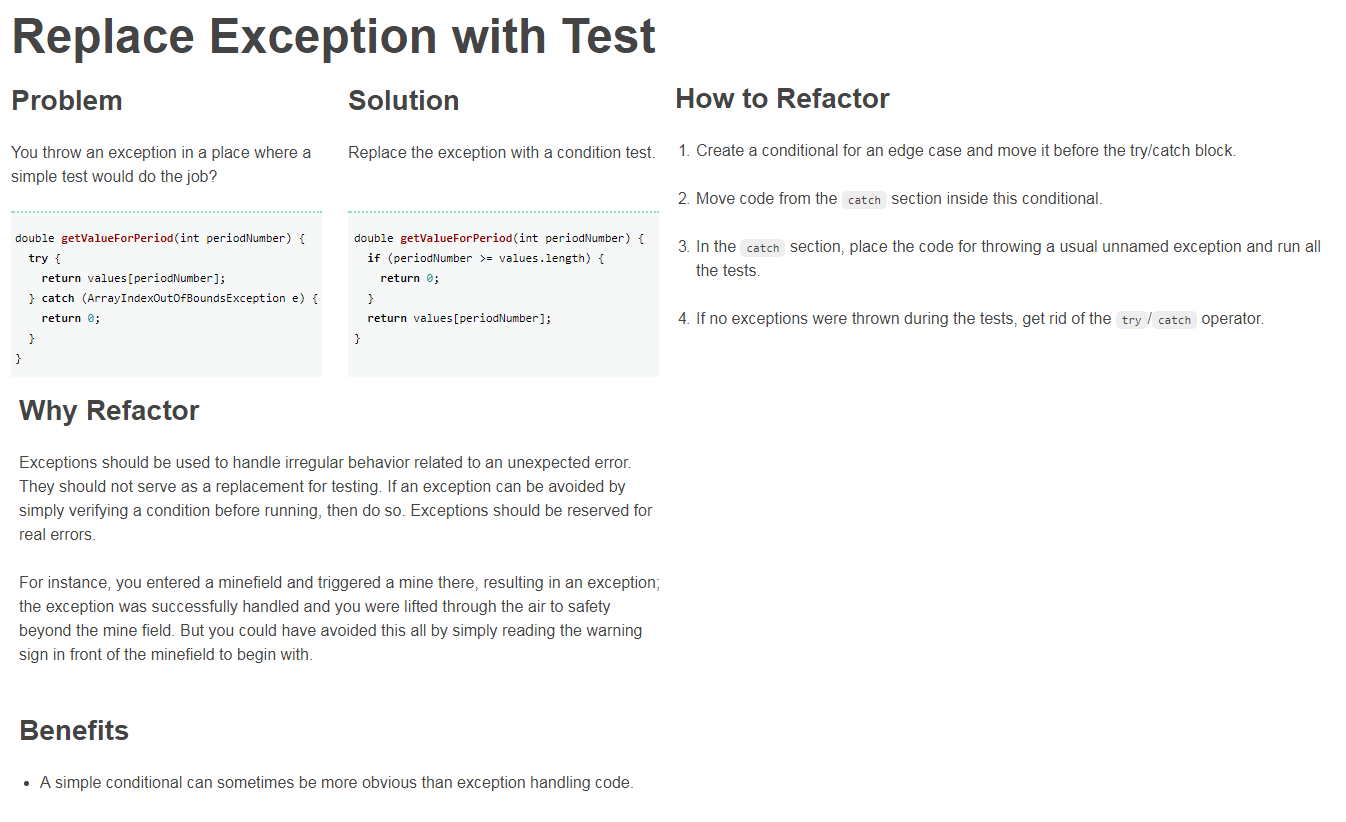 Replace Exception with Test
Problem
You throw an exception in a place where a
simple test would do the job?
double getValueForPeriod(int periodNumber) {
  try {
    return values[periodNumber];
  } catch (ArrayIndexOutOfBoundsException e) {
    return 0;
  }
}
Solution
Replace the exception with a condition test.
double getValueForPeriod(int periodNumber) {
  if (periodNumber >= values.length) {
    return 0;
  }
  return values[periodNumber];
}
Why Refactor
Exceptions should be used to handle irregular behavior related to an unexpected error.
They should not serve as a replacement for testing. If an exception can be avoided by
simply verifying a condition before running, then do so. Exceptions should be reserved for
real errors.
For instance, you entered a minefield and triggered a mine there, resulting in an exception;
the exception was successfully handled and you were lifted through the air to safety
beyond the mine field. But you could have avoided this all by simply reading the warning
sign in front of the minefield to begin with.
Benefits
• A simple conditional can sometimes be more obvious than exception handling code.
How to Refactor
1. Create a conditional for an edge case and move it before the try/catch block.
2. Move code from the catch section inside this conditional.
3. In the catch section, place the code for throwing a usual unnamed exception and run all
the tests.
4. If no exceptions were thrown during the tests, get rid of the try/catch operator.